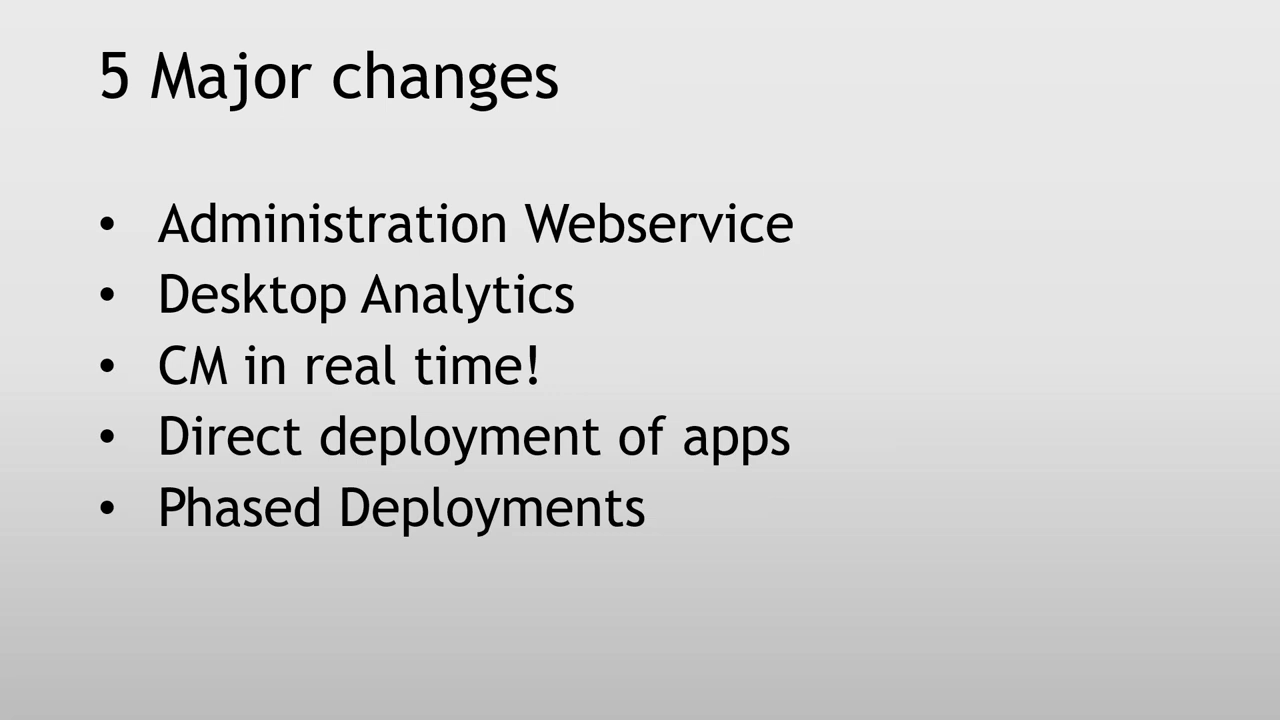 5 Major changes
• Administration Webservice
• Desktop Analytics
• CM in real time!
• Direct deployment of apps
• Phased Deployments